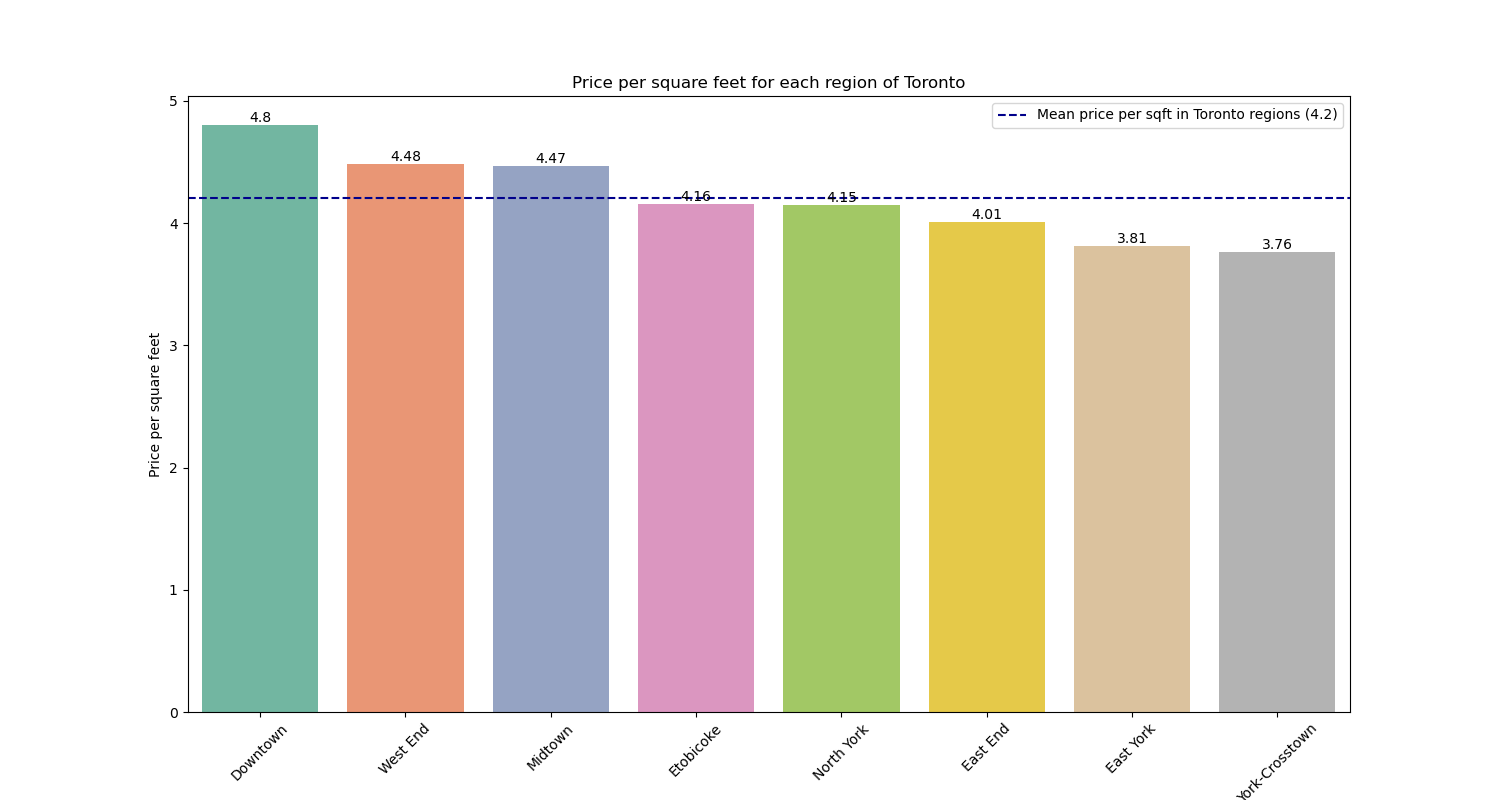 Price per square feet for each region of Toronto
Mean price per sqft in Toronto regions (4.2)
Price per square feet
5
4
3
2
1
0
4.8
4.48
4.47
4.16
4.15
4.01
3.81
3.76
Downtown
West End
Midtown
Etobicoke
North York
East End
East York
York-Crosstown